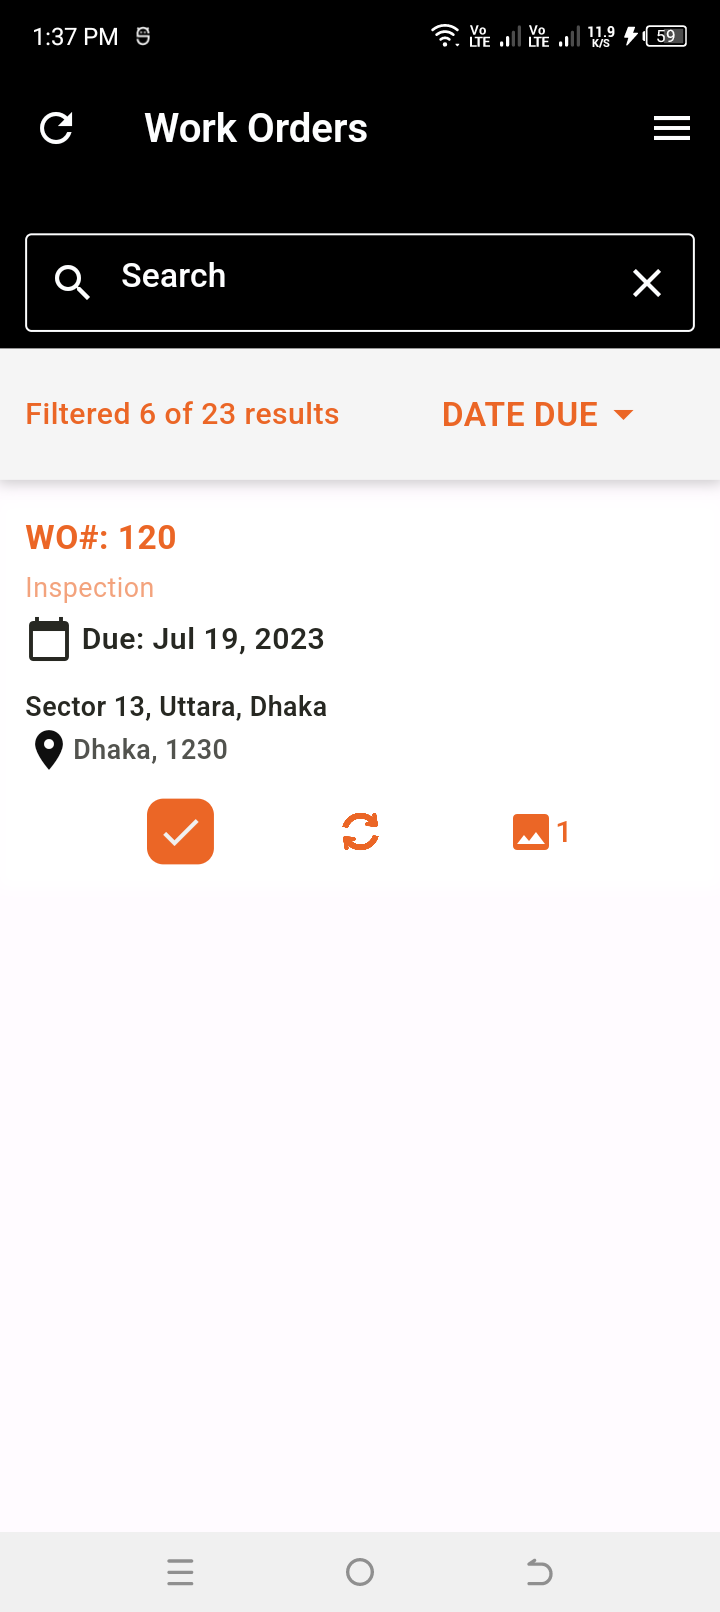 1:37 PM
Vo LTE Vo LTE 11.9 K/S 59
Work Orders
Search
Filtered 6 of 23 results
DATE DUE
WO#: 120
Inspection
Due: Jul 19, 2023
Sector 13, Uttara, Dhaka
Dhaka, 1230
1